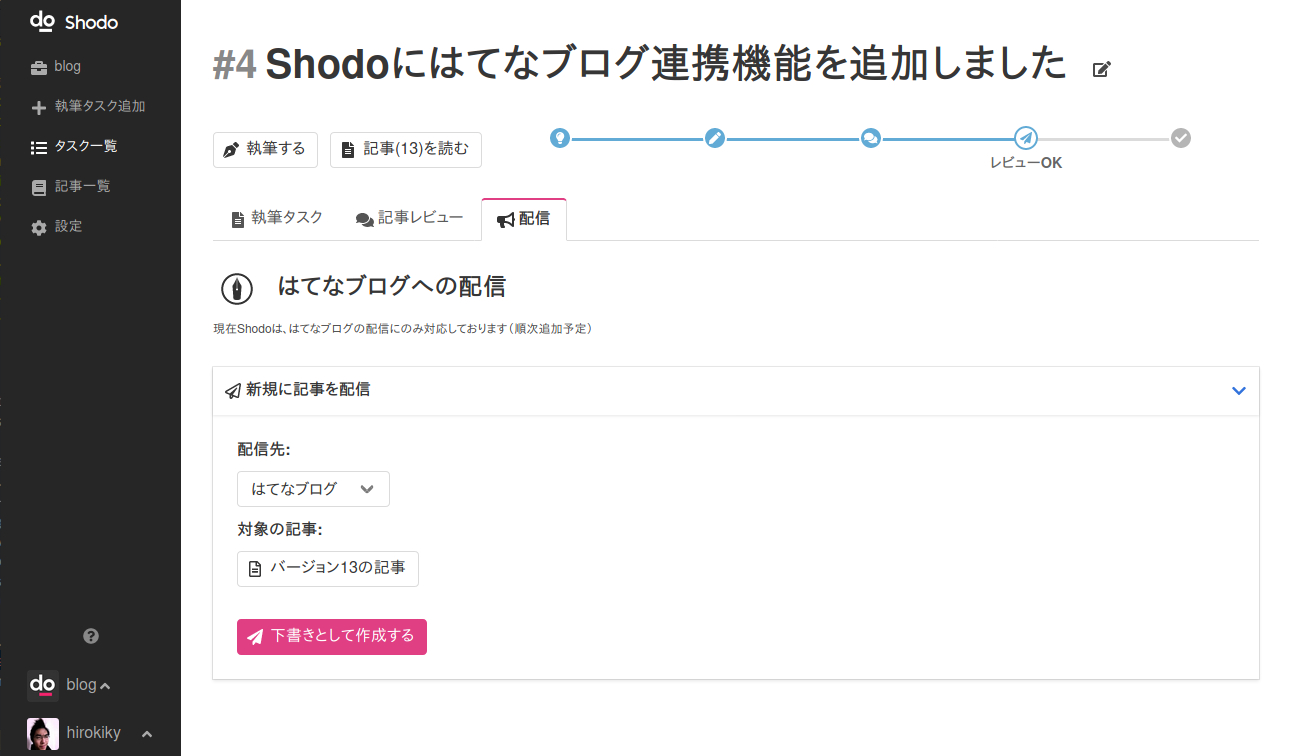 do Shodo
blog
執筆タスク追加
タスク一覧
記事一覧
設定
do blog
hirokiky
#4 Shodoにはてなブログ連携機能を追加しました
執筆する
記事(13)を読む
レビューOK
執筆タスク
記事レビュー
配信
はてなブログへの配信
現在Shodoは、はてなブログの配信にのみ対応しております（順次追加予定）
新規に記事を配信
配信先:
はてなブログ
対象の記事:
バージョン13の記事
下書きとして作成する